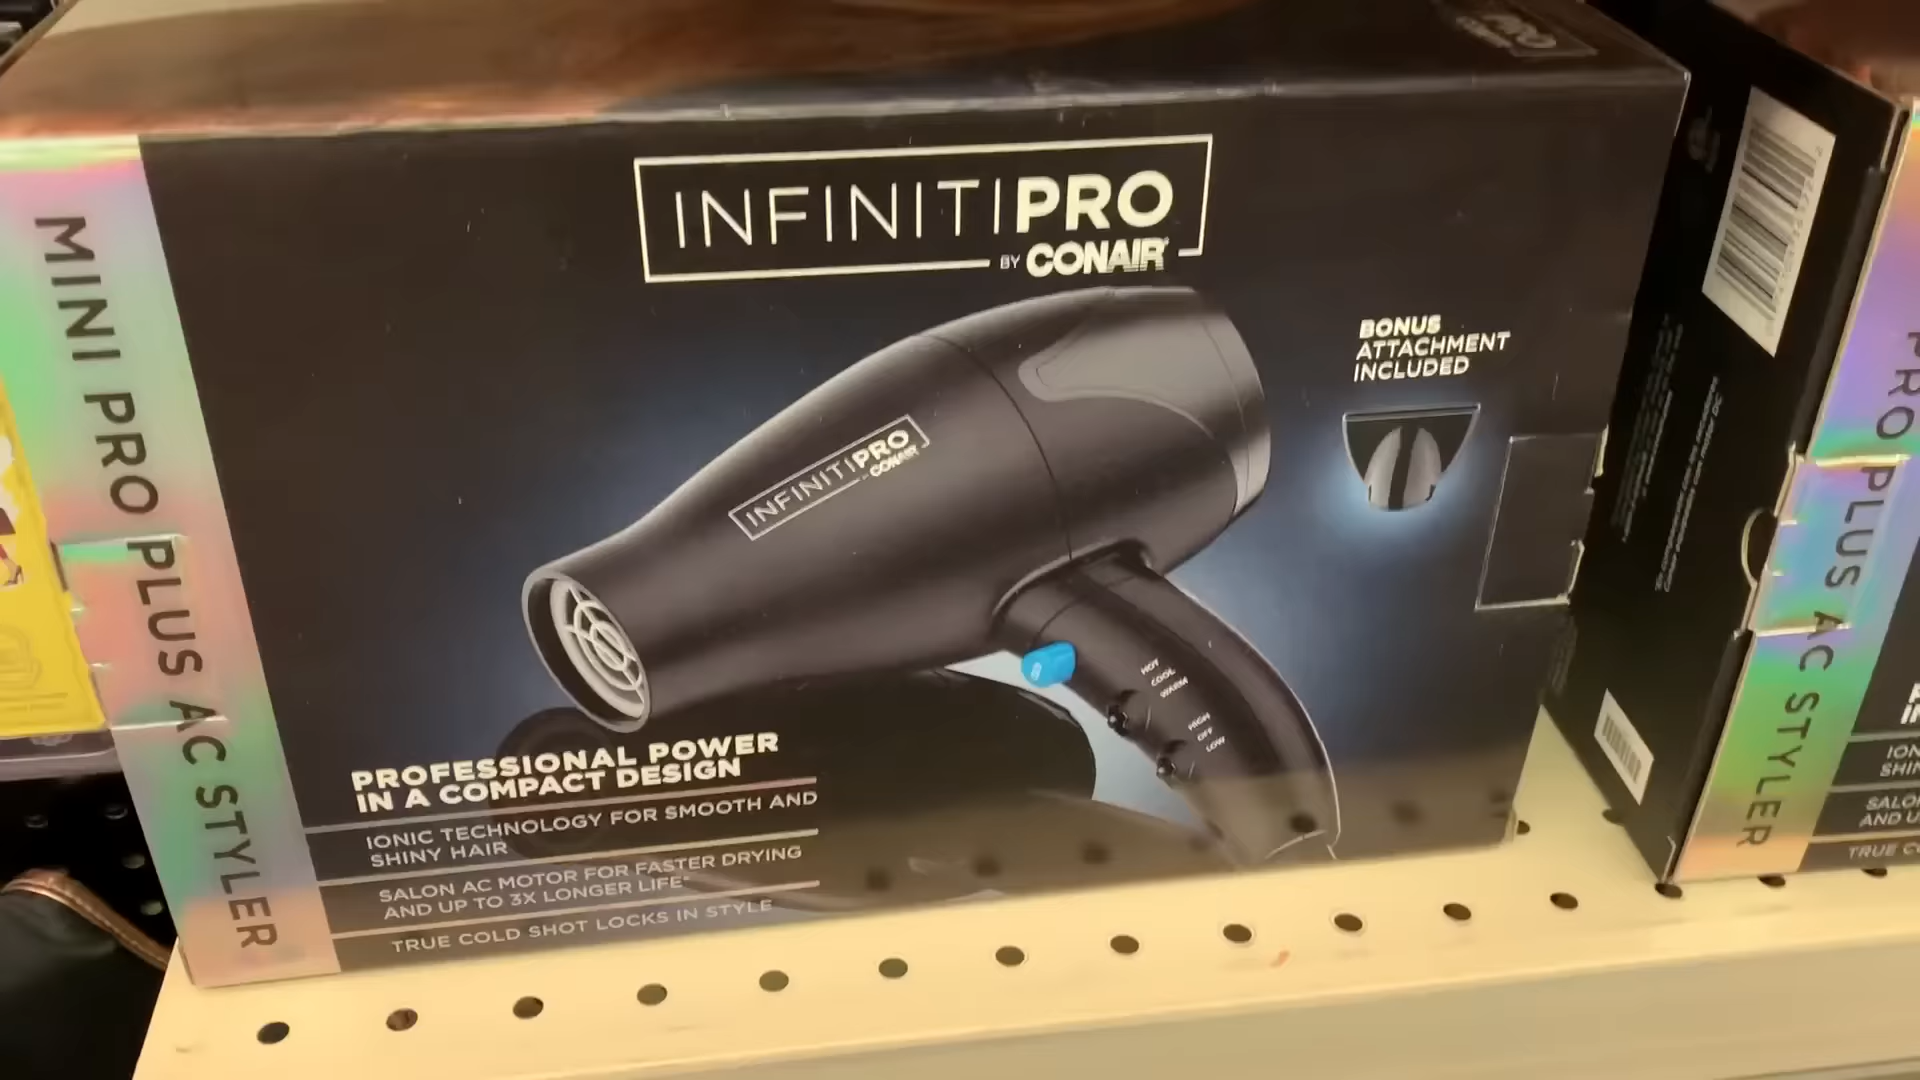 MINI PRO PLUS AC STYLER
INFINITIPRO
BY CONAIR
BONUS
ATTACHMENT
INCLUDED
INFINITIPRO
BY CONAIR
HOT
COOL
WARM
HIGH
OFF
LOW
PROFESSIONAL POWER
IN A COMPACT DESIGN
IONIC TECHNOLOGY FOR SMOOTH AND
SHINY HAIR
SALON AC MOTOR FOR FASTER DRYING
AND UP TO 3X LONGER LIFE*
TRUE COLD SHOT LOCKS IN STYLE
PRO PLUS AC STYLER